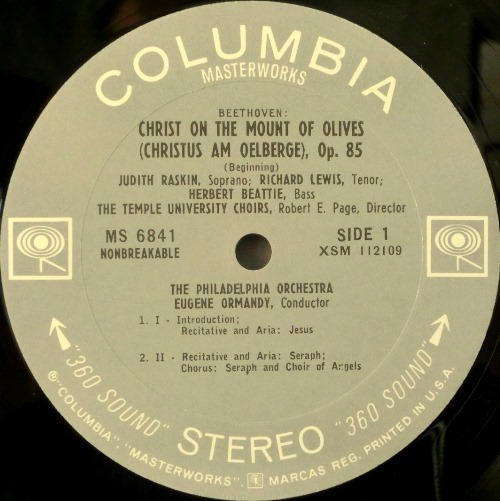 COLUMBIA
MASTERWORKS
BEETHOVEN:
CHRIST ON THE MOUNT OF OLIVES
(CHRISTUS AM OELBERGE), Op. 85
(Beginning)
JUDITH RASKIN, Soprano; RICHARD LEWIS, Tenor;
HERBERT BEATTIE, Bass
THE TEMPLE UNIVERSITY CHOIRS, Robert E. Page, Director
MS 6841
NONBREAKABLE
SIDE 1
XSM 112109
THE PHILADELPHIA ORCHESTRA
EUGENE ORMANDY, Conductor
1. I - Introduction;
Recitative and Aria: Jesus
2. II - Recitative and Aria: Seraph;
Chorus: Seraph and Choir of Angels
"360 SOUND" STEREO "360 SOUND"
® "COLUMBIA", "MASTERWORKS", MARCAS REG. PRINTED IN U.S.A.